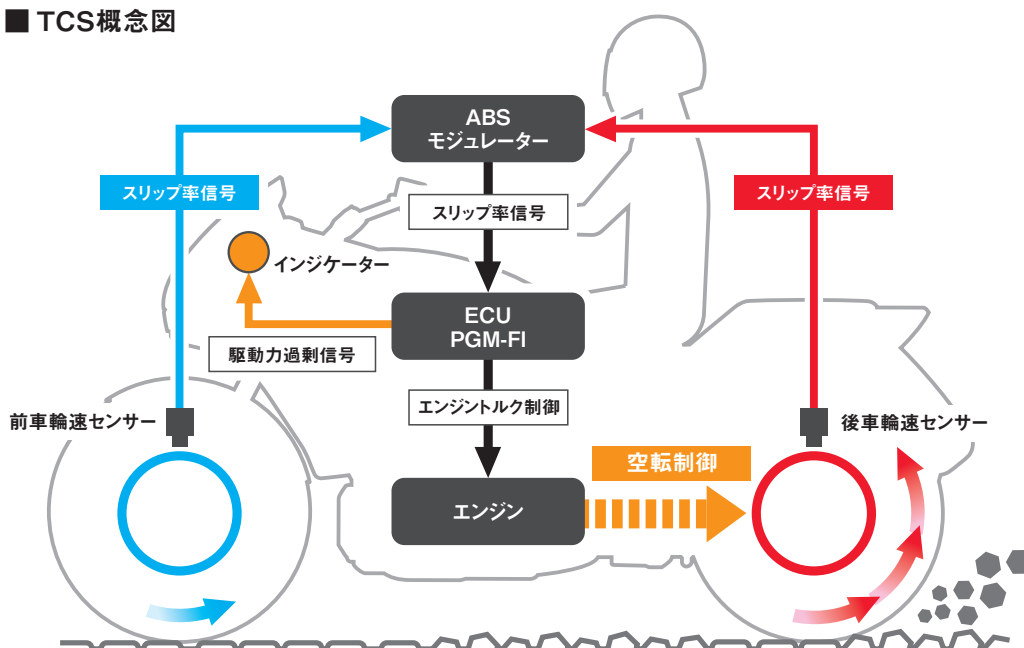 ■ TCS概念図
ABS
モジュレーター
スリップ率信号
スリップ率信号
スリップ率信号
インジケーター
ECU
PGM-FI
駆動力過剰信号
エンジントルク制御
前車輪速センサー
後車輪速センサー
空転制御
エンジン